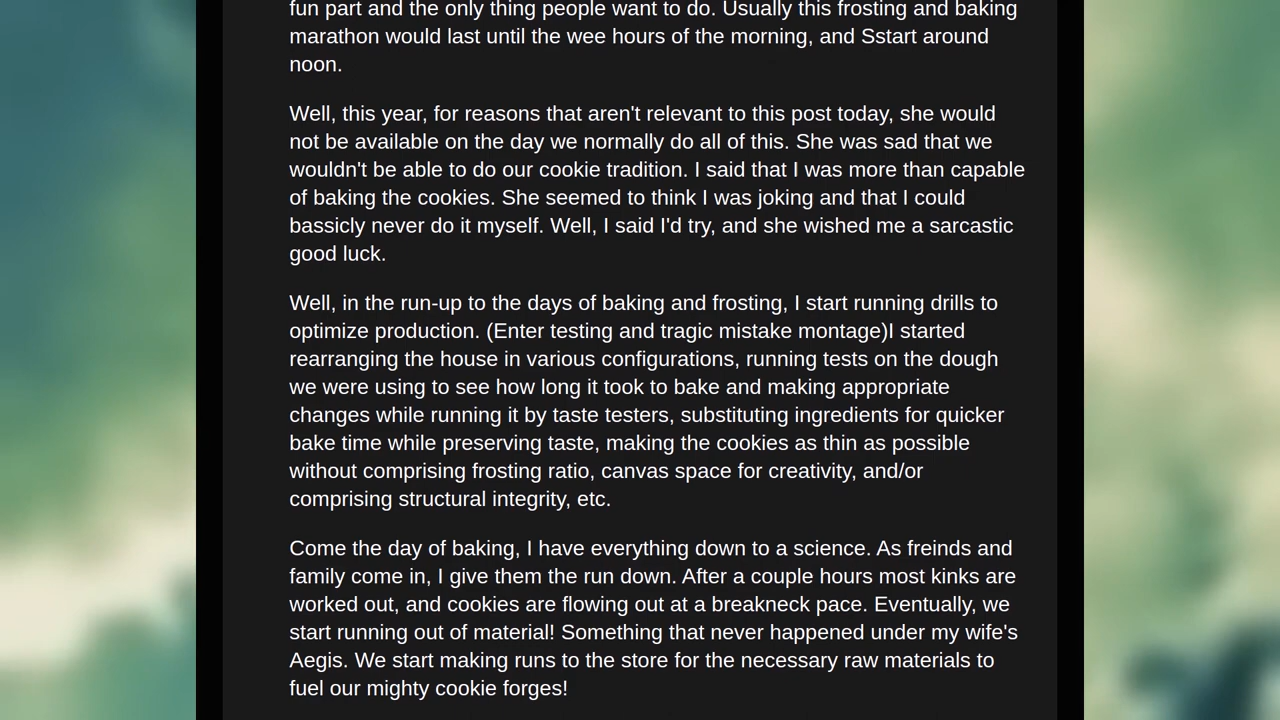 fun part and the only thing people want to do. Usually this frosting and baking
marathon would last until the wee hours of the morning, and Sstart around
noon.
Well, this year, for reasons that aren't relevant to this post today, she would
not be available on the day we normally do all of this. She was sad that we
wouldn't be able to do our cookie tradition. I said that I was more than capable
of baking the cookies. She seemed to think I was joking and that I could
bassicly never do it myself. Well, I said I'd try, and she wished me a sarcastic
good luck.
Well, in the run-up to the days of baking and frosting, I start running drills to
optimize production. (Enter testing and tragic mistake montage)I started
rearranging the house in various configurations, running tests on the dough
we were using to see how long it took to bake and making appropriate
changes while running it by taste testers, substituting ingredients for quicker
bake time while preserving taste, making the cookies as thin as possible
without comprising frosting ratio, canvas space for creativity, and/or
comprising structural integrity, etc.
Come the day of baking, I have everything down to a science. As freinds and
family come in, I give them the run down. After a couple hours most kinks are
worked out, and cookies are flowing out at a breakneck pace. Eventually, we
start running out of material! Something that never happened under my wife's
Aegis. We start making runs to the store for the necessary raw materials to
fuel our mighty cookie forges!